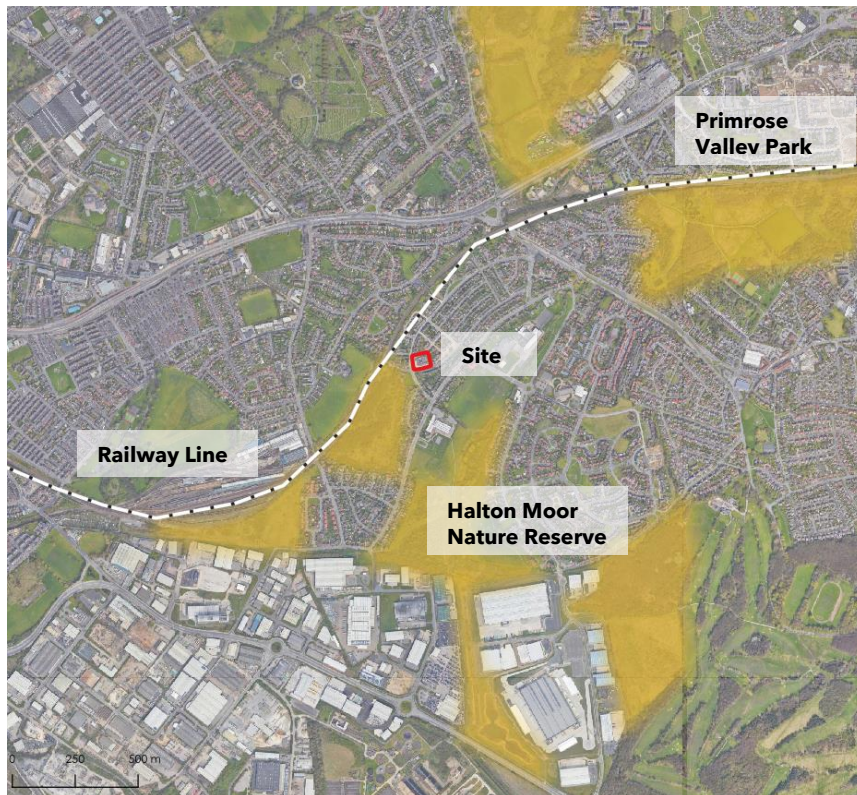 Primrose
Vallev Park
Site
Railway Line
Halton Moor
Nature Reserve
0 250 500 m